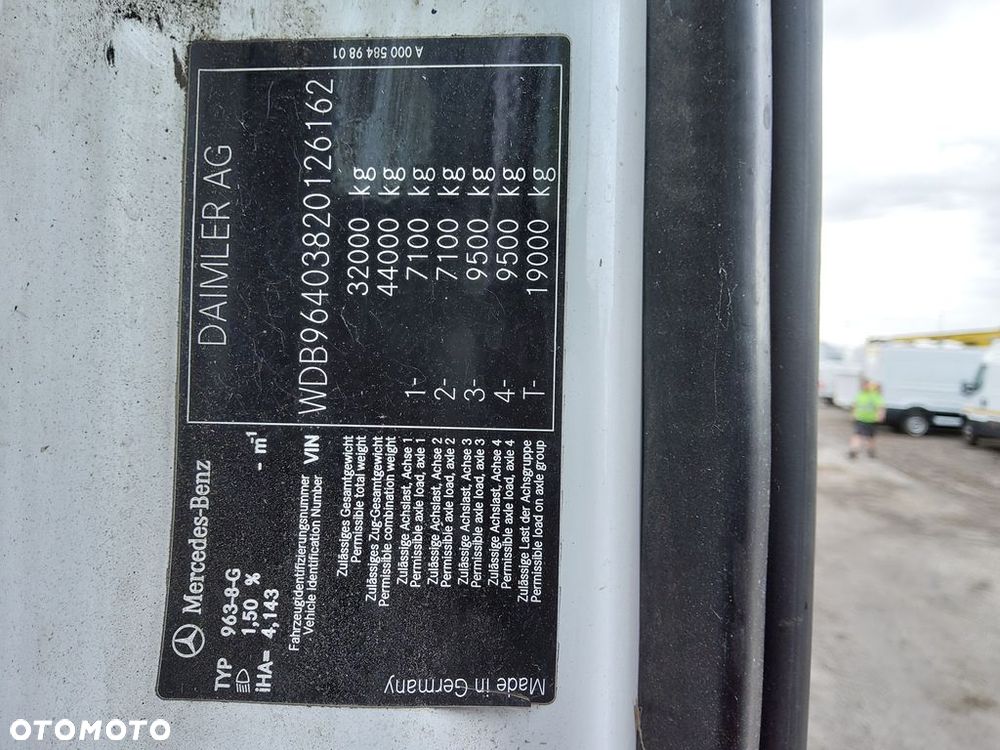 Mercedes-Benz
DAIMLER AG
TYP 963-8-G
1,50 %
iHA= 4,143 - m¹
Fahrzeugidentifizierungsnummer
Vehicle Identification Number VIN WDB9640382O126162
Zulässiges Gesamtgewicht
Permissible total weight - 32000 kg
Zulässiges Zug-Gesamtgewicht
Permissible combination weight 44000 kg
Zulässige Achslast, Achse 1
Permissible axle load, axle 1 1- 7100 kg
Zulässige Achslast, Achse 2
Permissible axle load, axle 2 2- 7100 kg
Zulässige Achslast, Achse 3
Permissible axle load, axle 3 3- 9500 kg
Zulässige Achslast, Achse 4
Permissible axle load, axle 4 4- 9500 kg
Zulässige Last der Achsgruppe
Permissible load on axle group T- 19000 kg
Made in Germany
A 000 584 98 01
OTOMOTO